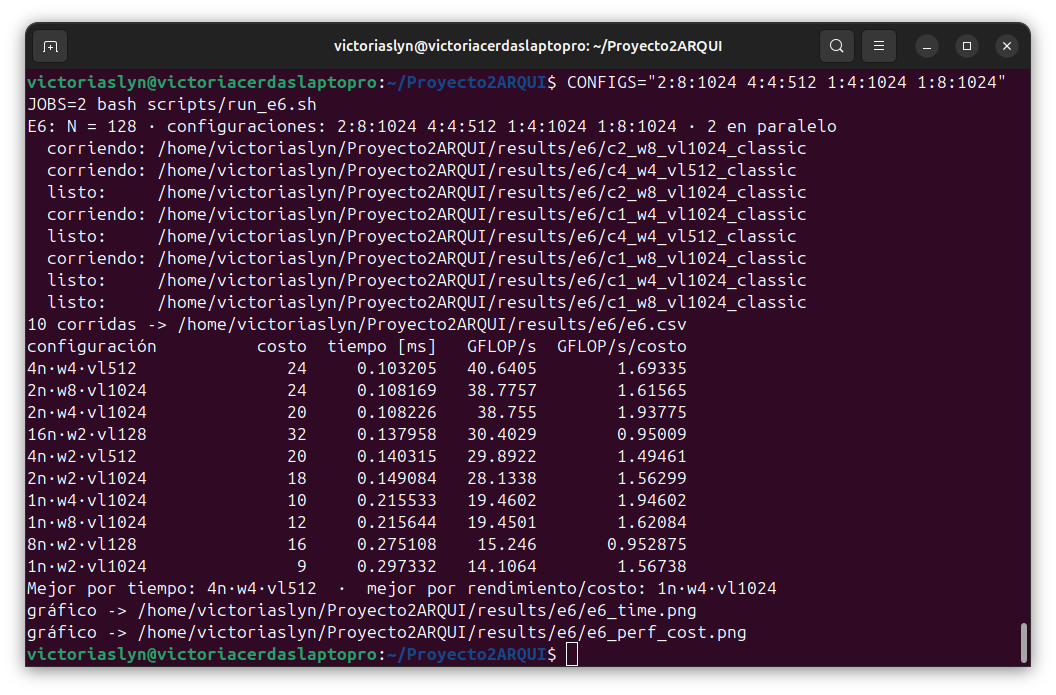 victoriaslyn@victoriacerdaslaptopro: ~/Proyecto2ARQUI
victoriaslyn@victoriacerdaslaptopro:~/Proyecto2ARQUI$ CONFIGS="2:8:1024 4:4:512 1:4:1024 1:8:1024"
JOBS=2 bash scripts/run_e6.sh
E6: N = 128 · configuraciones: 2:8:1024 4:4:512 1:4:1024 1:8:1024 · 2 en paralelo
  corriendo: /home/victoriaslyn/Proyecto2ARQUI/results/e6/c2_w8_vl1024_classic
  corriendo: /home/victoriaslyn/Proyecto2ARQUI/results/e6/c4_w4_vl512_classic
  listo:     /home/victoriaslyn/Proyecto2ARQUI/results/e6/c2_w8_vl1024_classic
  corriendo: /home/victoriaslyn/Proyecto2ARQUI/results/e6/c1_w4_vl1024_classic
  listo:     /home/victoriaslyn/Proyecto2ARQUI/results/e6/c4_w4_vl512_classic
  corriendo: /home/victoriaslyn/Proyecto2ARQUI/results/e6/c1_w8_vl1024_classic
  listo:     /home/victoriaslyn/Proyecto2ARQUI/results/e6/c1_w4_vl1024_classic
  listo:     /home/victoriaslyn/Proyecto2ARQUI/results/e6/c1_w8_vl1024_classic
10 corridas -> /home/victoriaslyn/Proyecto2ARQUI/results/e6/e6.csv
configuración          costo  tiempo [ms]   GFLOP/s  GFLOP/s/costo
4n·w4·vl512               24     0.103205   40.6405        1.69335
2n·w8·vl1024              24     0.108169   38.7757        1.61565
2n·w4·vl1024              20     0.108226    38.755        1.93775
16n·w2·vl128              32     0.137958   30.4029        0.95009
4n·w2·vl512               20     0.140315   29.8922        1.49461
2n·w2·vl1024              18     0.149084   28.1338        1.56299
1n·w4·vl1024              10     0.215533   19.4602        1.94602
1n·w8·vl1024              12     0.215644   19.4501        1.62084
8n·w2·vl128               16     0.275108    15.246       0.952875
1n·w2·vl1024               9     0.297332   14.1064        1.56738
Mejor por tiempo: 4n·w4·vl512  ·  mejor por rendimiento/costo: 1n·w4·vl1024
gráfico -> /home/victoriaslyn/Proyecto2ARQUI/results/e6/e6_time.png
gráfico -> /home/victoriaslyn/Proyecto2ARQUI/results/e6/e6_perf_cost.png
victoriaslyn@victoriacerdaslaptopro:~/Proyecto2ARQUI$